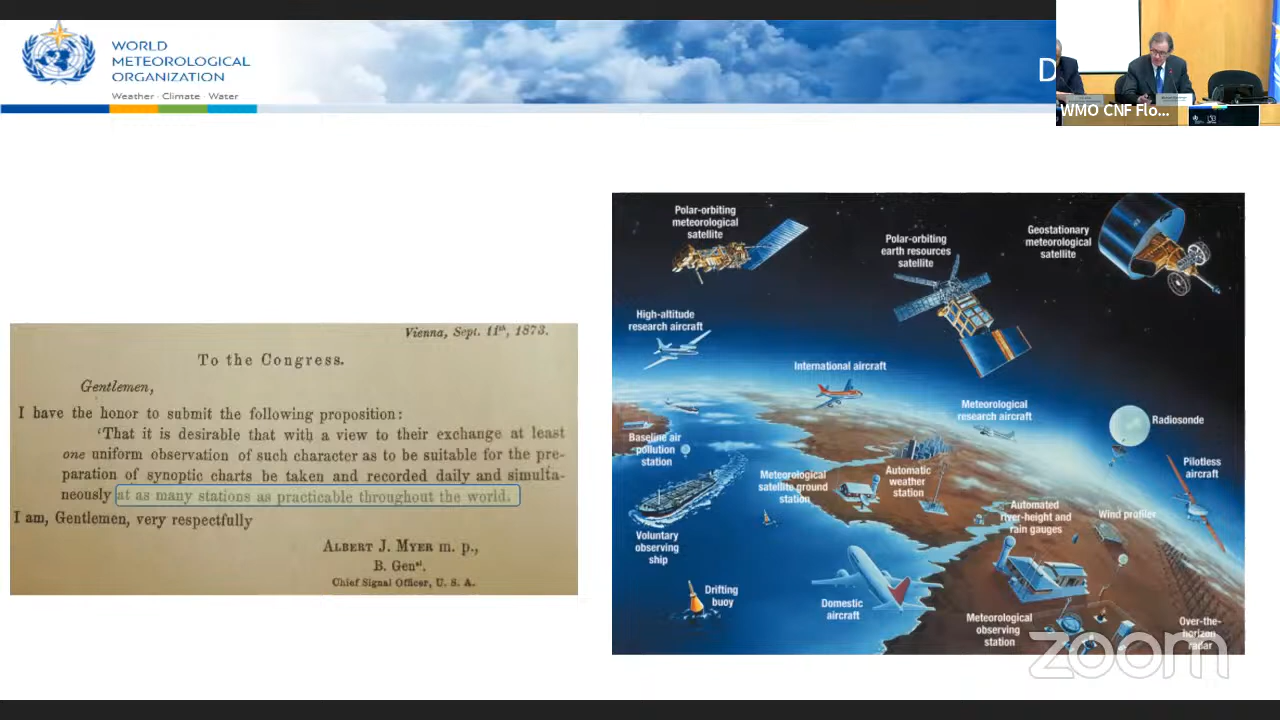 WORLD
METEOROLOGICAL
ORGANIZATION
Weather · Climate · Water
D
WMO CNF Flo...
Vienna, Sept. 11th, 1873.
To the Congress.
Gentlemen,
I have the honor to submit the following proposition:
'That it is desirable that with a view to their exchange at least
one uniform observation of such character as to be suitable for the pre-
paration of synoptic charts be taken and recorded daily and simulta-
neously at as many stations as practicable throughout the world.
I am, Gentlemen, very respectfully
ALBERT J. MYER m. p.,
B. Genal.
Chief Signal Officer, U. S. A.
Polar-orbiting
meteorological
satellite
Polar-orbiting
earth resources
satellite
Geostationary
meteorological
satellite
High-altitude
research aircraft
International aircraft
Meteorological
research aircraft
Radiosonde
Baseline air
pollution
station
Meteorological
satellite ground
station
Automatic
weather
station
Pilotless
aircraft
Automated
river-height and
rain gauges
Wind profiler
Voluntary
observing
ship
Drifting
buoy
Domestic
aircraft
Meteorological
observing
station
Over-the-
horizon
radar
zoom